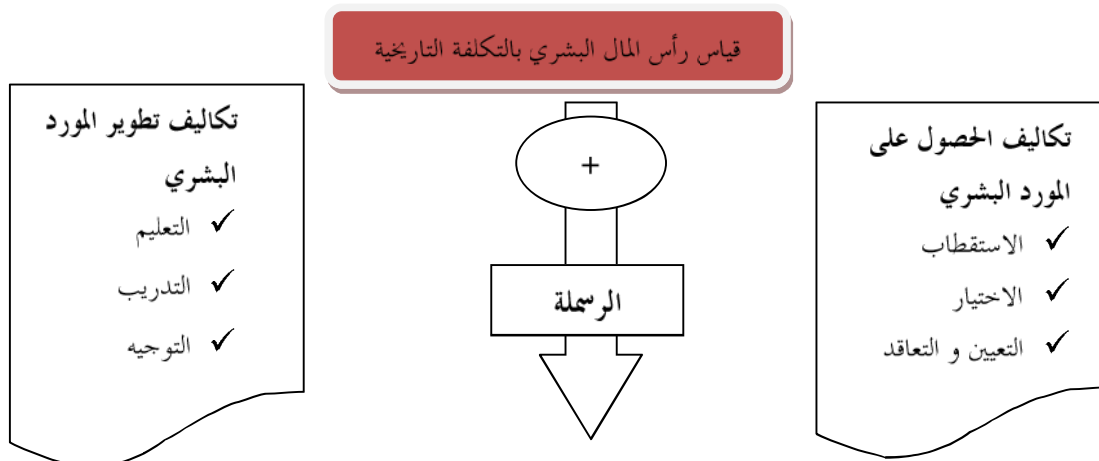 قياس رأس المال البشري بالتكلفة التاريخية
تكاليف الحصول على
المورد البشري
✓ الاستقطاب
✓ الاختيار
✓ التعيين و التعاقد
+
الرسملة
تكاليف تطوير المورد
البشري
✓ التعليم
✓ التدريب
✓ التوجيه